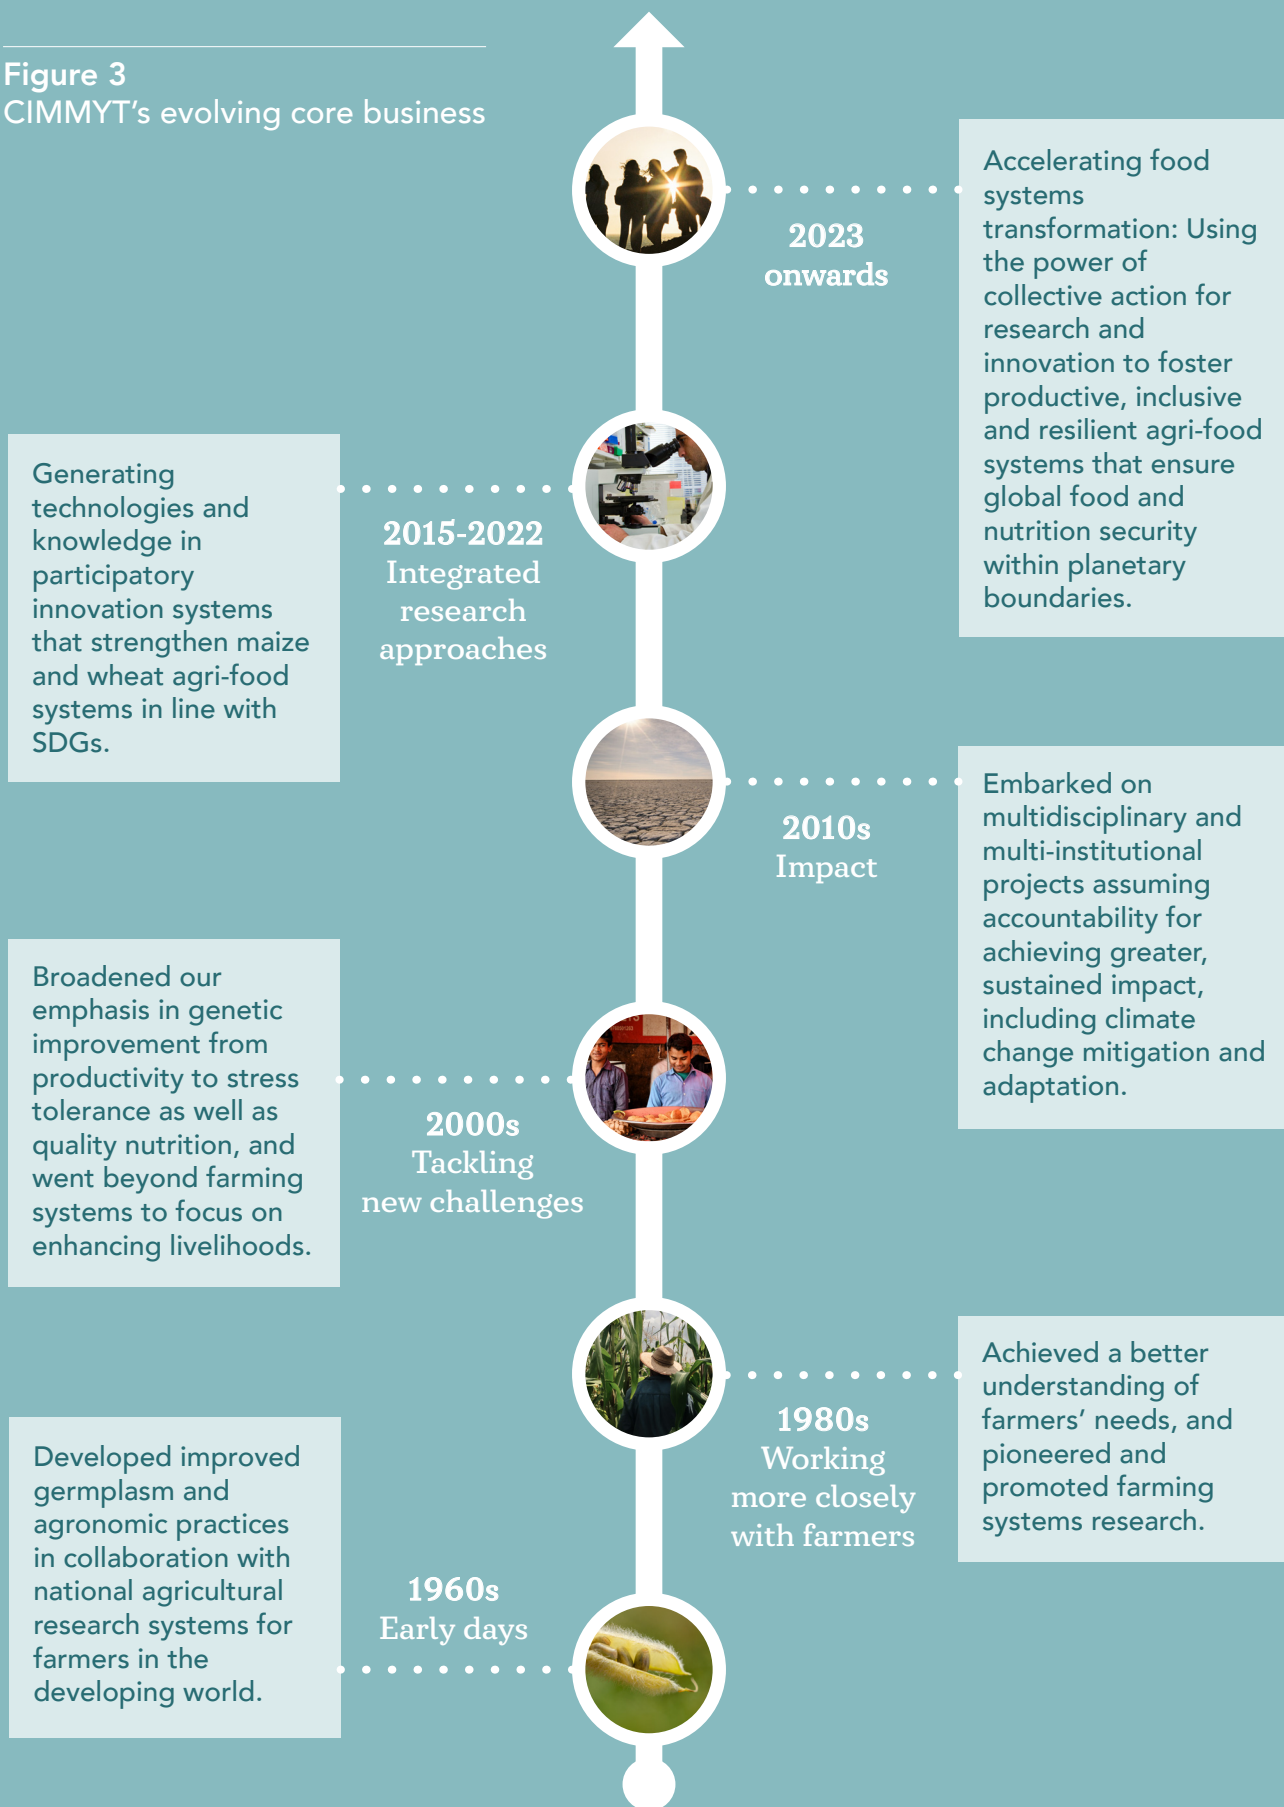 Figure 3
CIMMYT’s evolving core business
2023
onwards
Accelerating food
systems
transformation: Using
the power of
collective action for
research and
innovation to foster
productive, inclusive
and resilient agri-food
systems that ensure
global food and
nutrition security
within planetary
boundaries.
Generating
technologies and
knowledge in
participatory
innovation systems
that strengthen maize
and wheat agri-food
systems in line with
SDGs.
2015-2022
Integrated
research
approaches
2010s
Impact
Embarked on
multidisciplinary and
multi-institutional
projects assuming
accountability for
achieving greater,
sustained impact,
including climate
change mitigation and
adaptation.
Broadened our
emphasis in genetic
improvement from
productivity to stress
tolerance as well as
quality nutrition, and
went beyond farming
systems to focus on
enhancing livelihoods.
2000s
Tackling
new challenges
1980s
Working
more closely
with farmers
Achieved a better
understanding of
farmers’ needs, and
pioneered and
promoted farming
systems research.
Developed improved
germplasm and
agronomic practices
in collaboration with
national agricultural
research systems for
farmers in the
developing world.
1960s
Early days